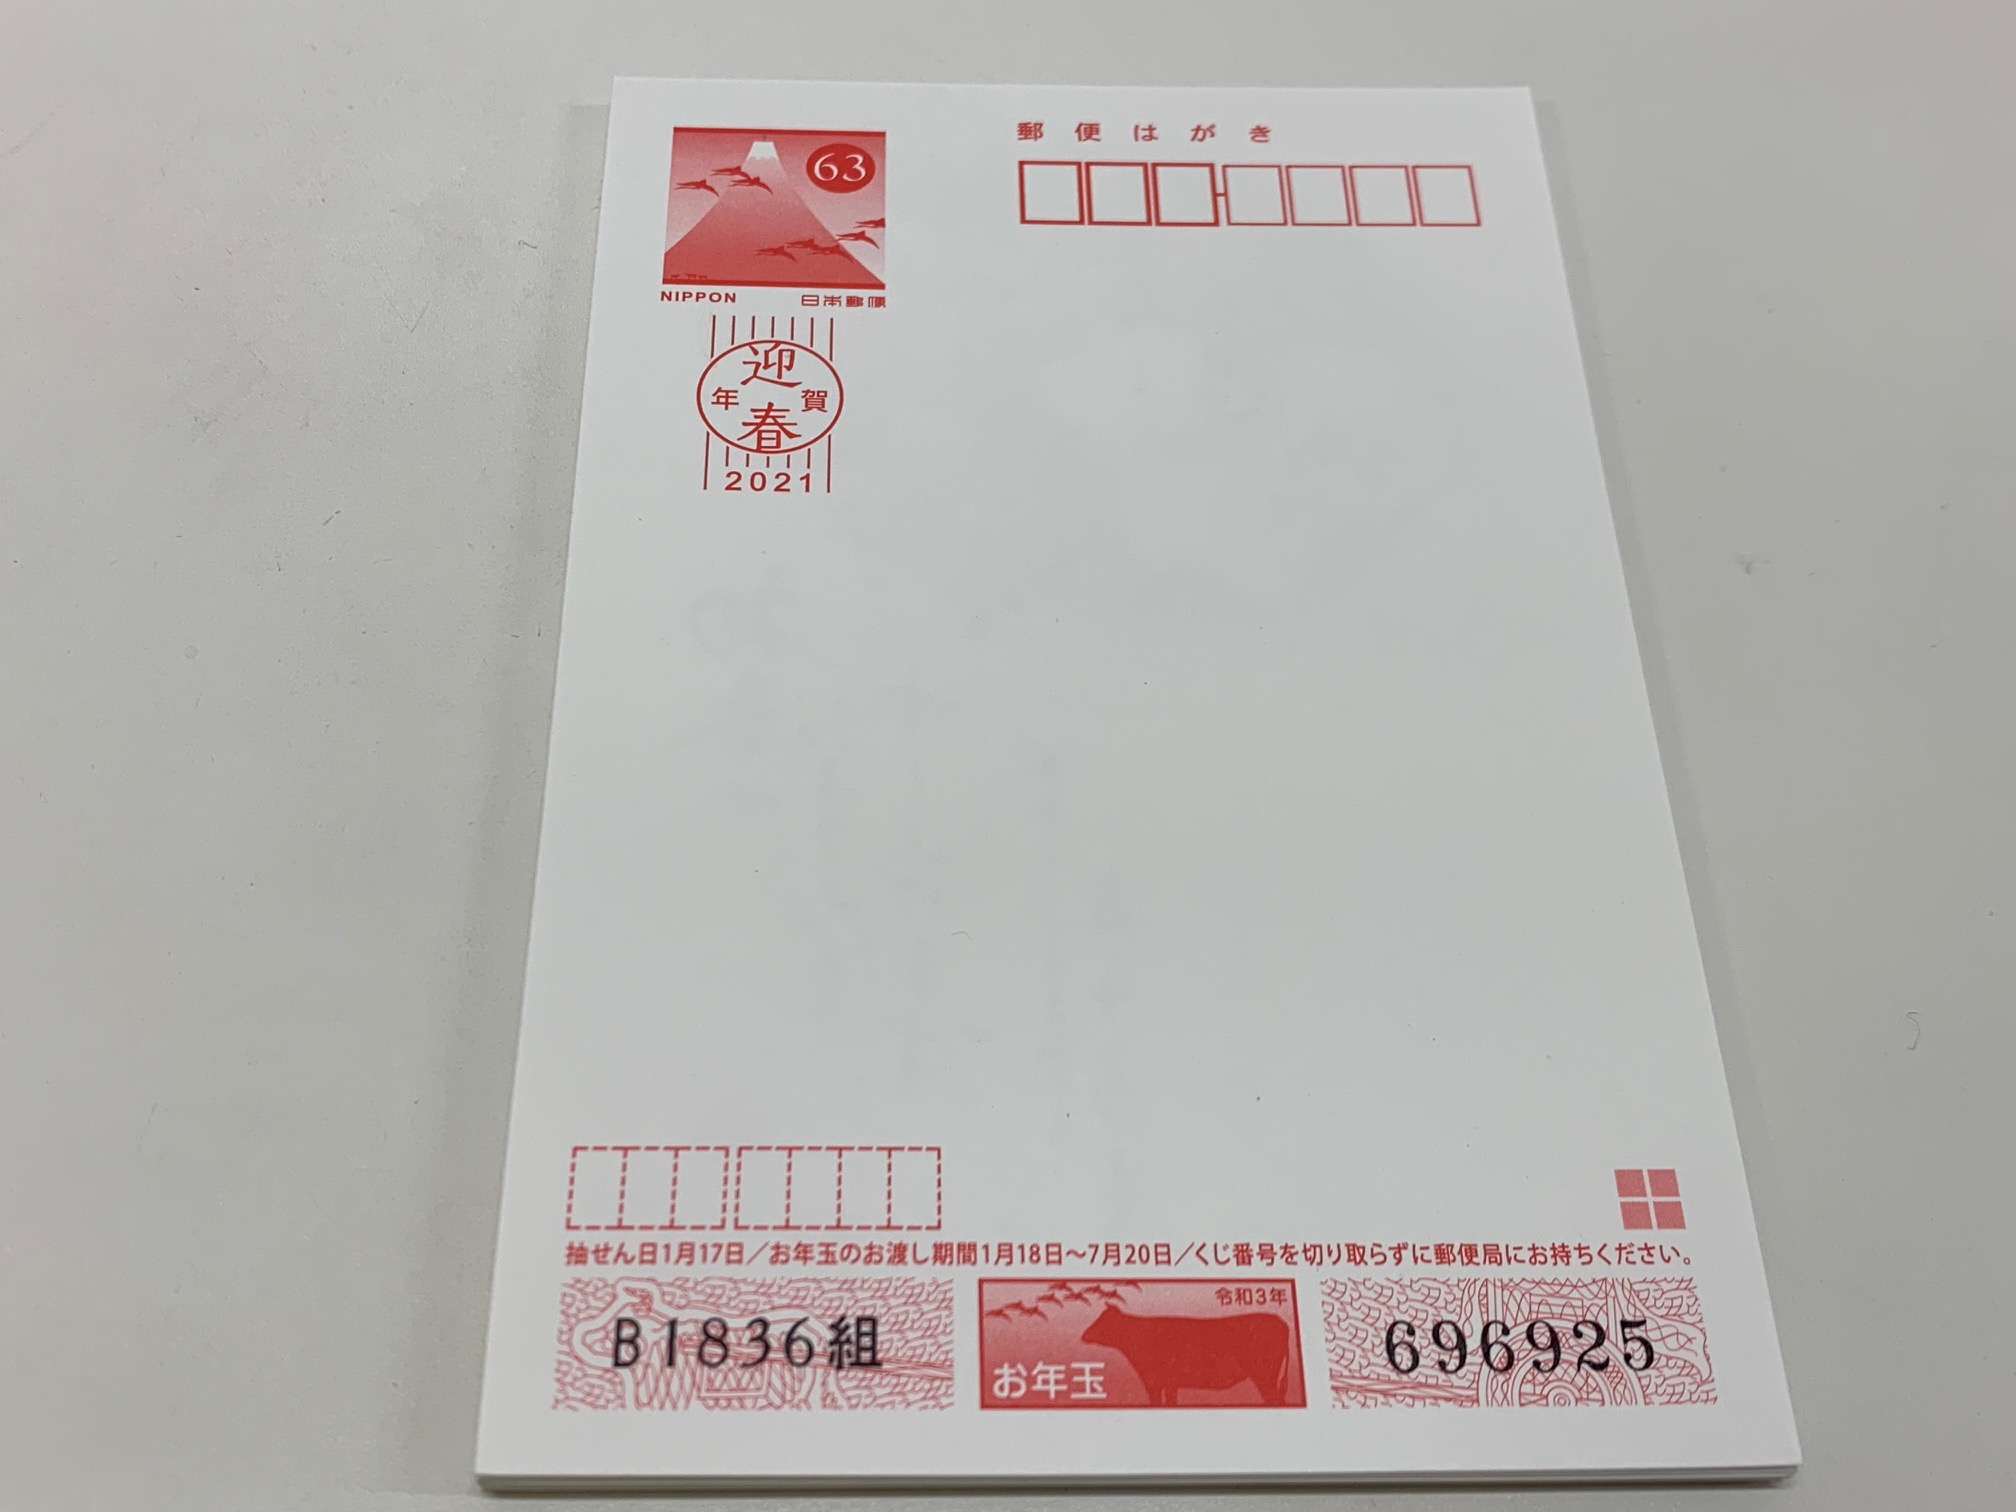 郵便はがき
63
NIPPON 日本郵便
迎春
年賀
2021
抽せん日1月17日／お年玉のお渡し期間1月18日〜7月20日／くじ番号を切り取らずに郵便局にお持ちください。
B1836組
令和3年
お年玉
696925